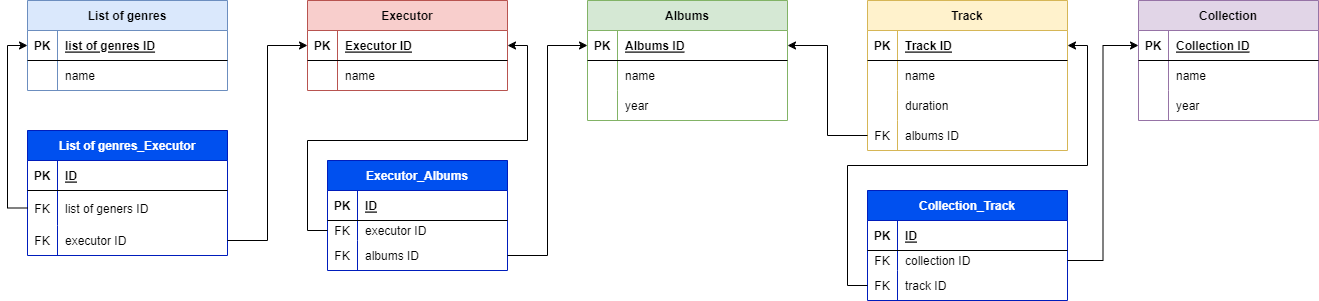 List of genres
PK list of genres ID
name
Executor
PK Executor ID
name
Albums
PK Albums ID
name
year
Track
PK Track ID
name
duration
FK albums ID
Collection
PK Collection ID
name
year
List of genres_Executor
PK ID
FK list of geners ID
FK executor ID
Executor_Albums
PK ID
FK executor ID
FK albums ID
Collection_Track
PK ID
FK collection ID
FK track ID